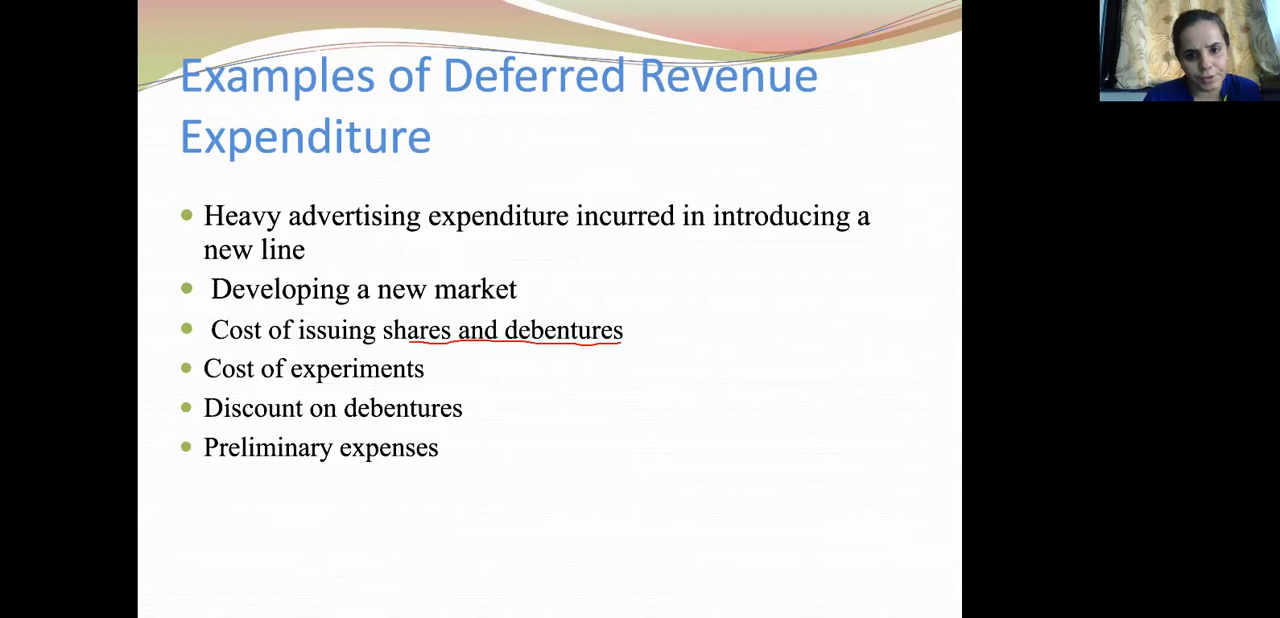 Examples of Deferred Revenue
Expenditure
Heavy advertising expenditure incurred in introducing a
new line
Developing a new market
Cost of issuing shares and debentures
Cost of experiments
Discount on debentures
Preliminary expenses